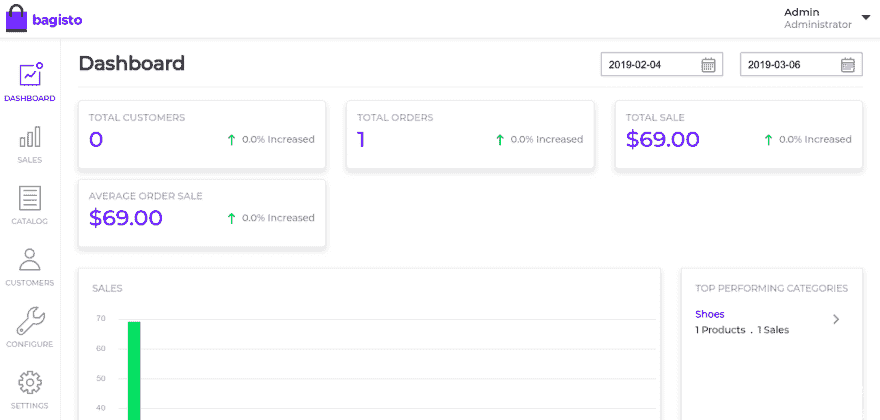 bagisto
Admin
Administrator
Dashboard
2019-02-04
2019-03-06
DASHBOARD
SALES
CATALOG
CUSTOMERS
CONFIGURE
SETTINGS
TOTAL CUSTOMERS
0
0.0% Increased
TOTAL ORDERS
1
0.0% Increased
TOTAL SALE
$69.00
0.0% Increased
AVERAGE ORDER SALE
$69.00
0.0% Increased
SALES
70
60
50
40
TOP PERFORMING CATEGORIES
Shoes
1 Products . 1 Sales